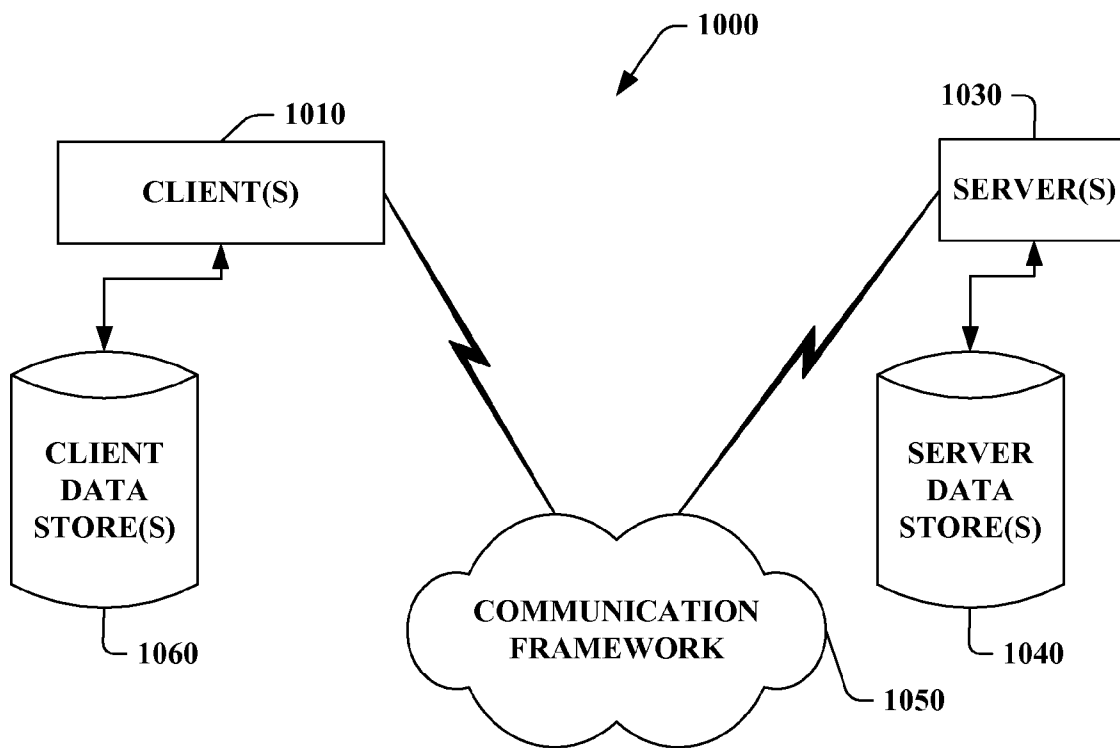 1000
1010
1030
CLIENT(S)
SERVER(S)
CLIENT
DATA
STORE(S)
SERVER
DATA
STORE(S)
COMMUNICATION
FRAMEWORK
1060
1040
1050